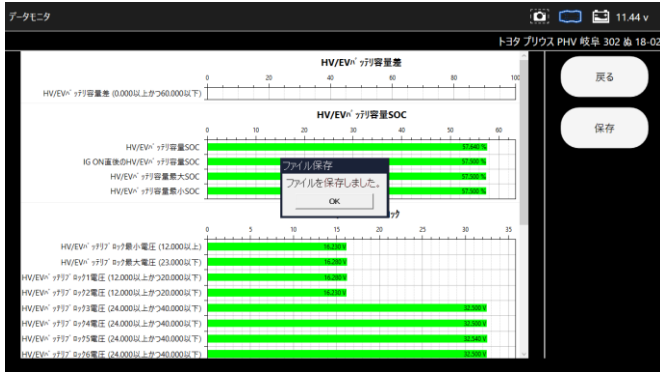 データモニタ
11.44 v
トヨタ プリウス PHV 岐阜 302 ぬ 18-02
HV/EVﾊﾞｯﾃﾘ容量差
0 20 40 60 80 100
HV/EVﾊﾞｯﾃﾘ容量差 (0.000以上かつ60.000以下)
HV/EVﾊﾞｯﾃﾘ容量SOC
0 10 20 30 40 50 60
HV/EVﾊﾞｯﾃﾘ容量SOC 57.640 %
IG ON直後のHV/EVﾊﾞｯﾃﾘ容量SOC 57.500 %
HV/EVﾊﾞｯﾃﾘ容量最大SOC 57.500 %
HV/EVﾊﾞｯﾃﾘ容量最小SOC 57.500 %
ｯｸ
0 5 10 15 20 25 30 35
HV/EVﾊﾞｯﾃﾘﾌﾞﾛｯｸ最小電圧 (12.000以上) 16.230 V
HV/EVﾊﾞｯﾃﾘﾌﾞﾛｯｸ最大電圧 (23.000以下) 16.280 V
HV/EVﾊﾞｯﾃﾘﾌﾞﾛｯｸ1電圧 (12.000以上かつ20.000以下) 16.280 V
HV/EVﾊﾞｯﾃﾘﾌﾞﾛｯｸ2電圧 (12.000以上かつ20.000以下) 16.230 V
HV/EVﾊﾞｯﾃﾘﾌﾞﾛｯｸ3電圧 (24.000以上かつ40.000以下) 32.500 V
HV/EVﾊﾞｯﾃﾘﾌﾞﾛｯｸ4電圧 (24.000以上かつ40.000以下) 32.500 V
HV/EVﾊﾞｯﾃﾘﾌﾞﾛｯｸ5電圧 (24.000以上かつ40.000以下) 32.540 V
HV/EVﾊﾞｯﾃﾘﾌﾞﾛｯｸ6電圧 (24.000以上かつ40.000以下) 32.500 V
ファイル保存
ファイルを保存しました。
OK
戻る
保存